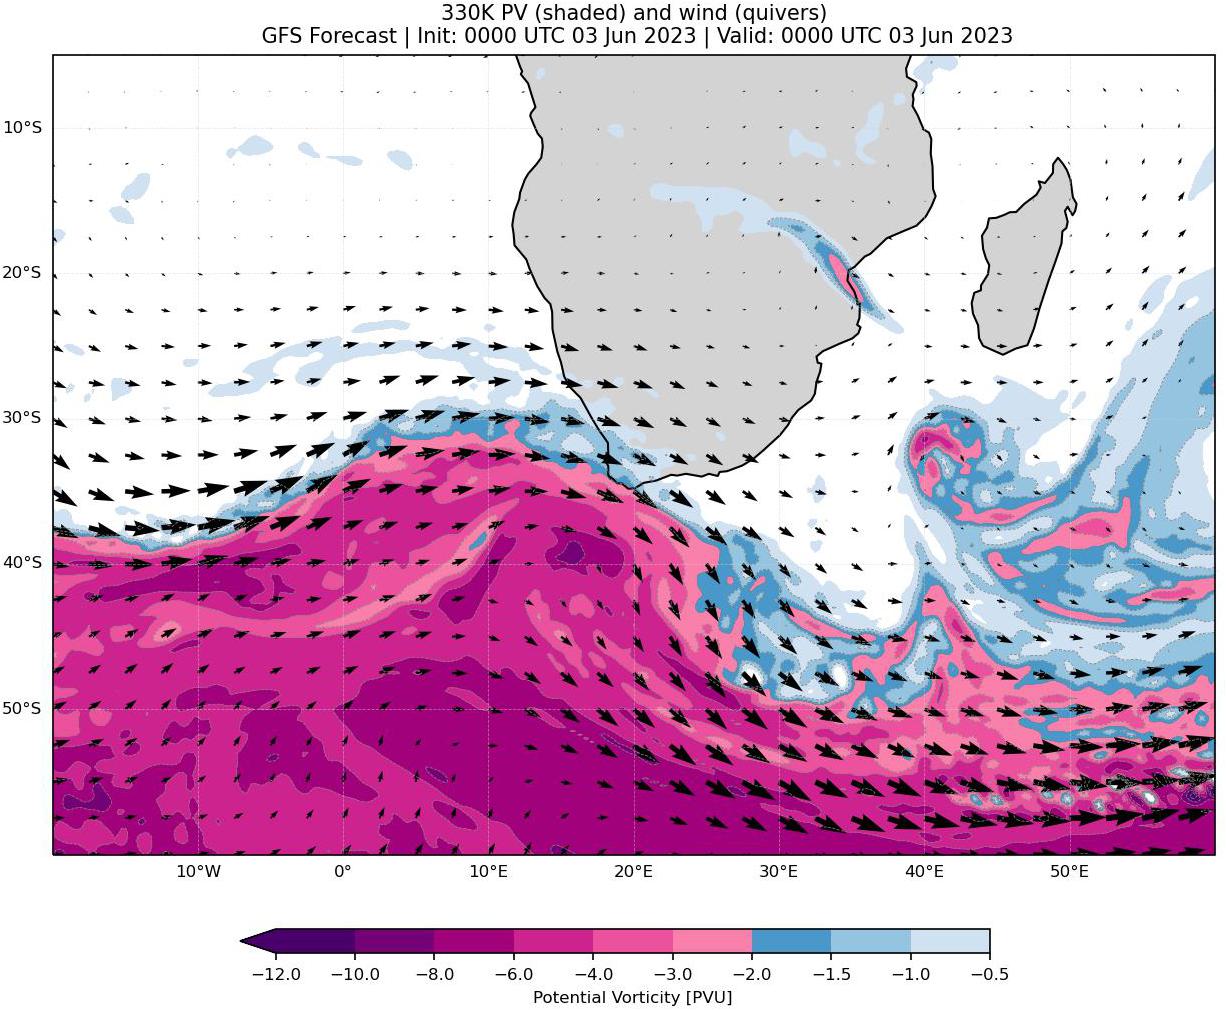 330K PV (shaded) and wind (quivers)
GFS Forecast | Init: 0000 UTC 03 Jun 2023 | Valid: 0000 UTC 03 Jun 2023
10°S
20°S
30°S
40°S
50°S
10°W 0° 10°E 20°E 30°E 40°E 50°E
−12.0 −10.0 −8.0 −6.0 −4.0 −3.0 −2.0 −1.5 −1.0 −0.5
Potential Vorticity [PVU]